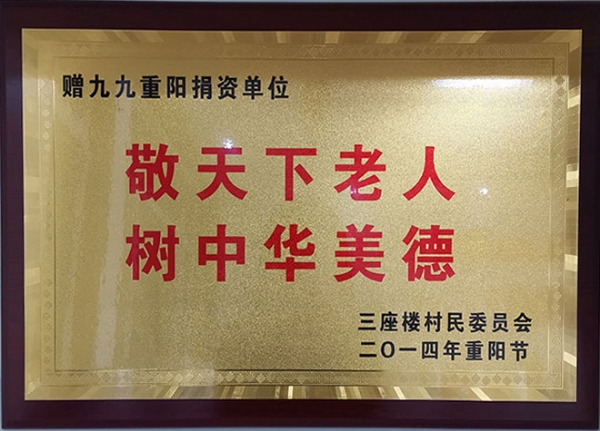 赠九九重阳捐资单位
敬天下老人
树中华美德
三座楼村民委员会
二〇一四年重阳节